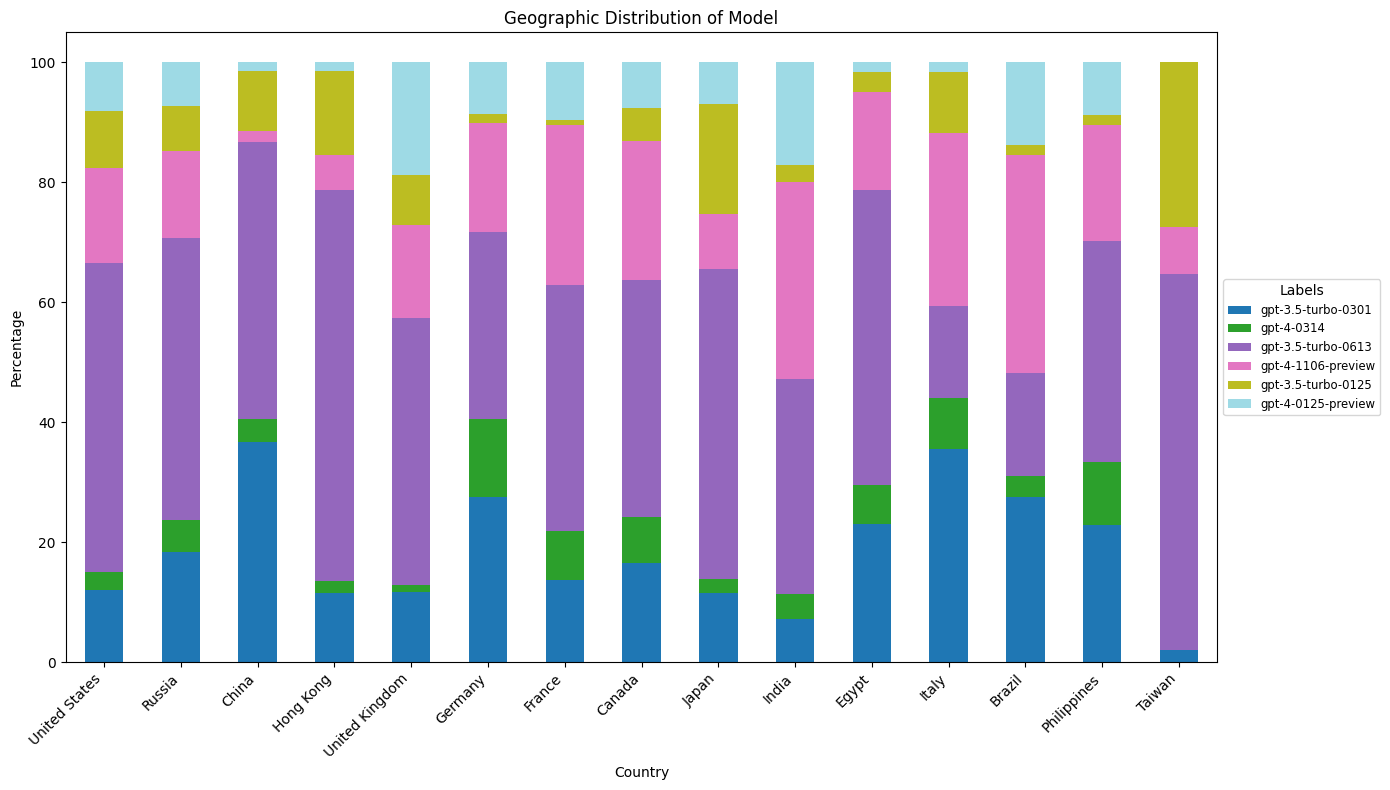 Geographic Distribution of Model
Percentage
100
80
60
40
20
0
United States
Russia
China
Hong Kong
United Kingdom
Germany
France
Canada
Japan
India
Egypt
Italy
Brazil
Philippines
Taiwan
Country
Labels
gpt-3.5-turbo-0301
gpt-4-0314
gpt-3.5-turbo-0613
gpt-4-1106-preview
gpt-3.5-turbo-0125
gpt-4-0125-preview